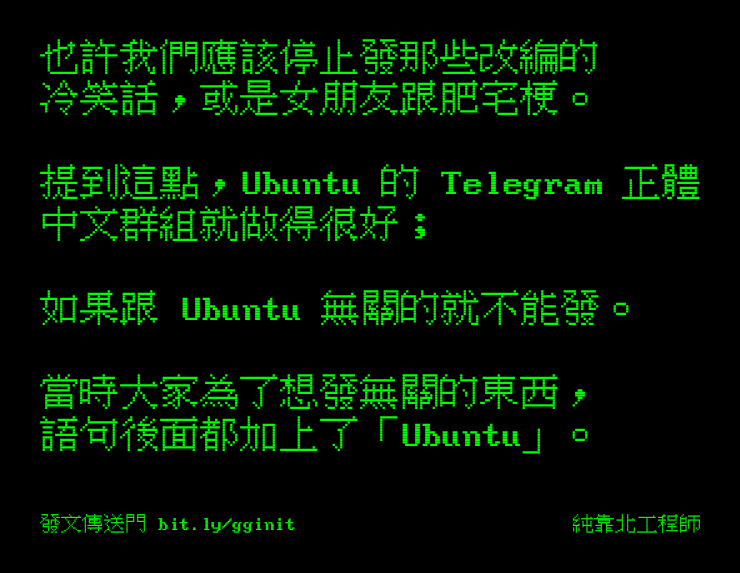 也許我們應該停止發那些改編的
冷笑話，或是女朋友跟肥宅梗。
提到這點，Ubuntu 的 Telegram 正體
中文群組就做得很好；
如果跟 Ubuntu 無關的就不能發。
當時大家為了想發無關的東西，
語句後面都加上了「Ubuntu」。
發文傳送門 bit.ly/gginit
純靠北工程師